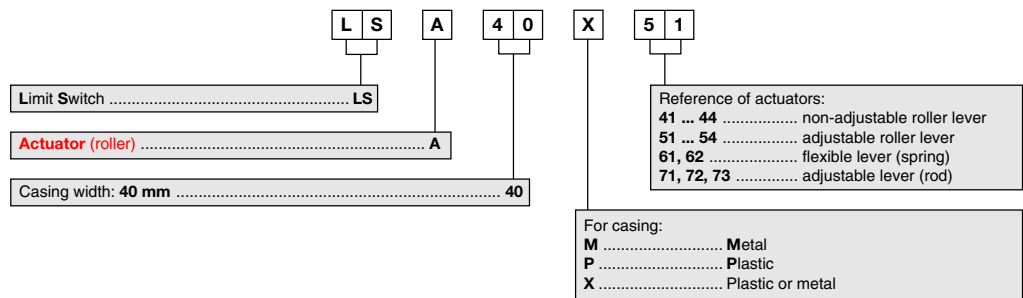 L S A 4 0 X 5 1
Limit Switch ...................................................... LS
Actuator (roller) ................................................................ A
Casing width: 40 mm ......................................................................... 40
Reference of actuators:
41 ... 44 ................. non-adjustable roller lever
51 ... 54 ................. adjustable roller lever
61, 62 .................... flexible lever (spring)
71, 72, 73 .............. adjustable lever (rod)
For casing:
M ........................... Metal
P ............................ Plastic
X ............................ Plastic or metal